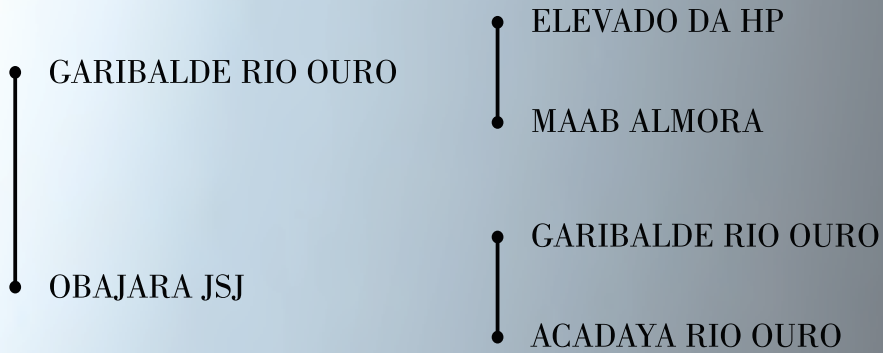 ELEVADO DA HP
GARIBALDE RIO OURO
MAAB ALMORA
GARIBALDE RIO OURO
OBAJARA JSJ
ACADAYA RIO OURO